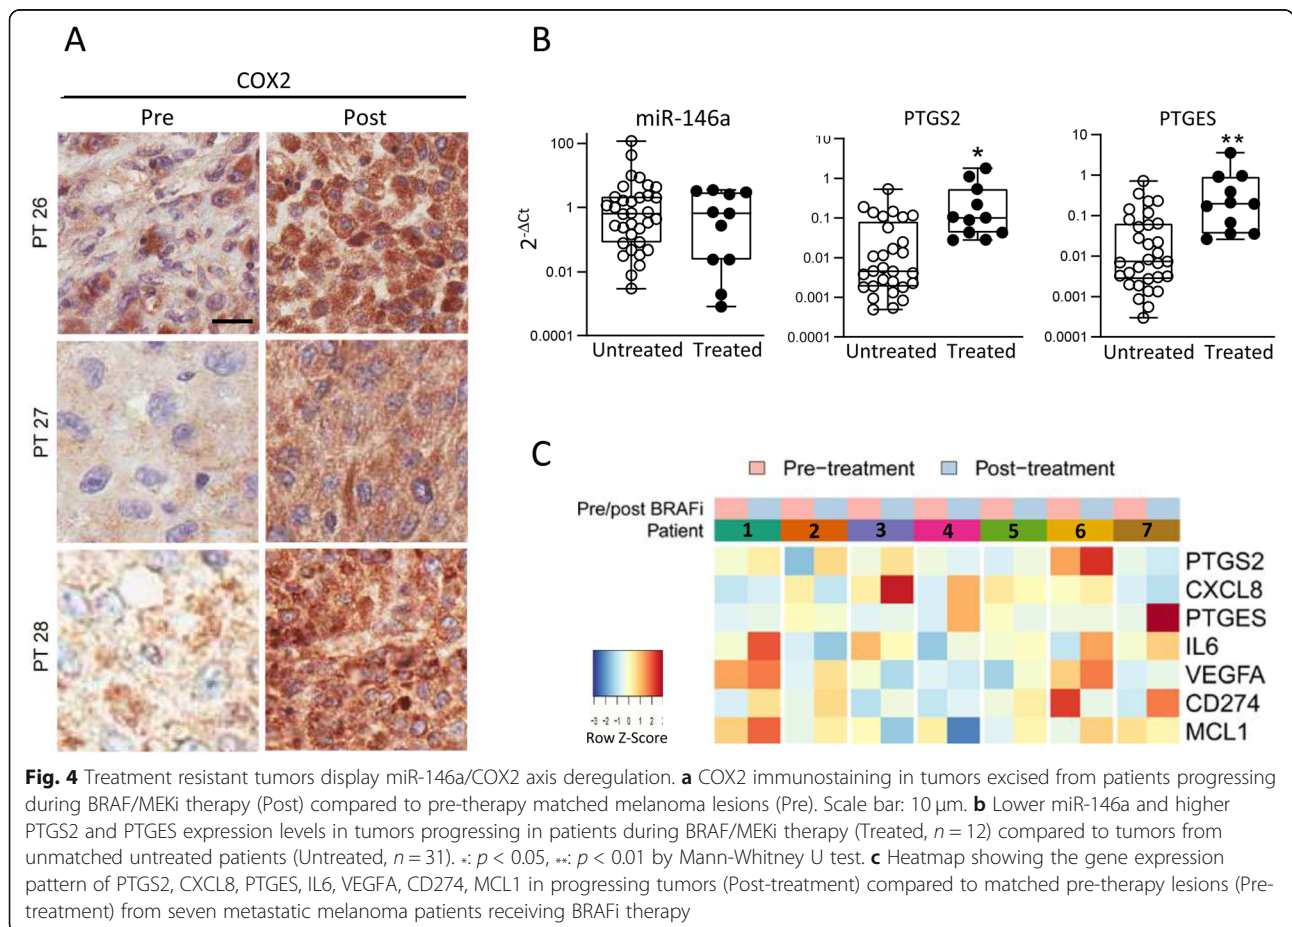 A
COX2
Pre
Post
PT 26
PT 27
PT 28
B
miR-146a
PTGS2
PTGES
2^-ΔCt
100
1
0.01
0.0001
Untreated
Treated
10
1
0.1
0.01
0.001
0.0001
*
Untreated
Treated
10
1
0.1
0.01
0.001
0.0001
**
Untreated
Treated
C
Pre−treatment
Post−treatment
Pre/post BRAFi
Patient
1 2 3 4 5 6 7
PTGS2
CXCL8
PTGES
IL6
VEGFA
CD274
MCL1
-3 -2 -1 0 1 2
Row Z-Score
Fig. 4 Treatment resistant tumors display miR-146a/COX2 axis deregulation. a COX2 immunostaining in tumors excised from patients progressing
during BRAF/MEKi therapy (Post) compared to pre-therapy matched melanoma lesions (Pre). Scale bar: 10 μm. b Lower miR-146a and higher
PTGS2 and PTGES expression levels in tumors progressing in patients during BRAF/MEKi therapy (Treated, n = 12) compared to tumors from
unmatched untreated patients (Untreated, n = 31). *: p < 0.05, **: p < 0.01 by Mann-Whitney U test. c Heatmap showing the gene expression
pattern of PTGS2, CXCL8, PTGES, IL6, VEGFA, CD274, MCL1 in progressing tumors (Post-treatment) compared to matched pre-therapy lesions (Pre-
treatment) from seven metastatic melanoma patients receiving BRAFi therapy